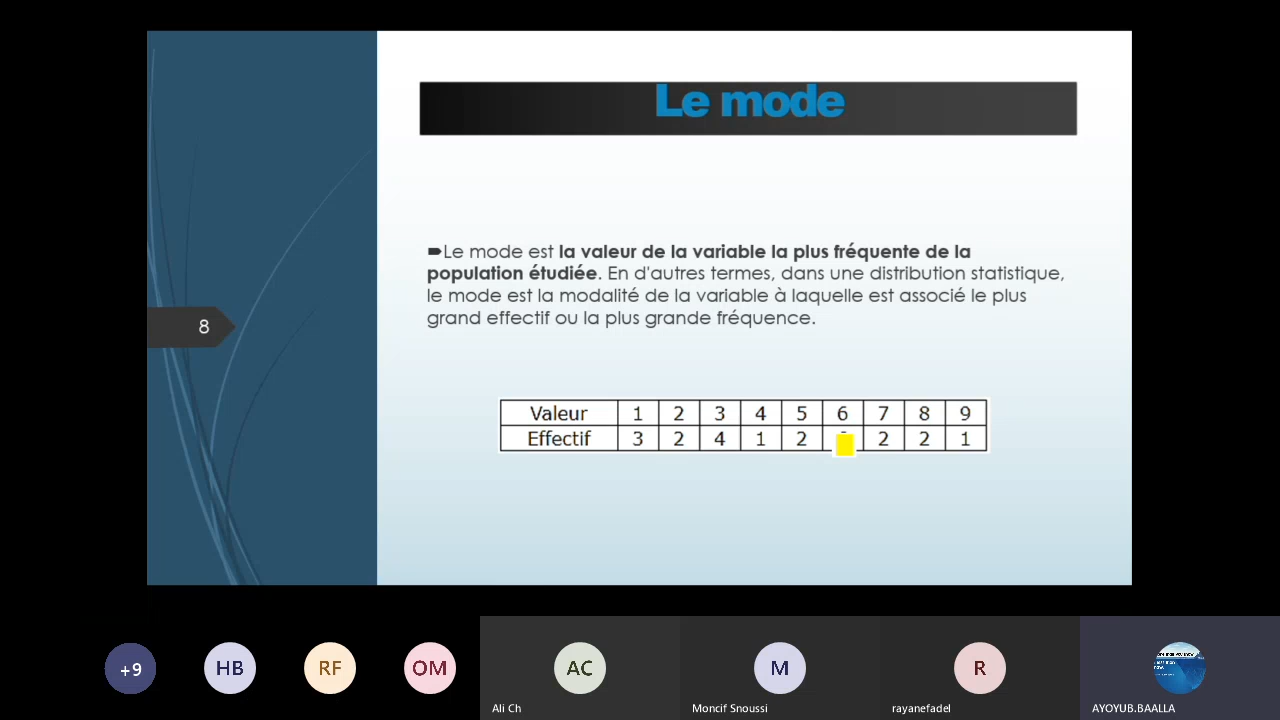 Le mode
Le mode est la valeur de la variable la plus fréquente de la
population étudiée. En d'autres termes, dans une distribution statistique,
le mode est la modalité de la variable à laquelle est associé le plus
grand effectif ou la plus grande fréquence.
8
Valeur 1 2 3 4 5 6 7 8 9
Effectif 3 2 4 1 2 2 2 1
+9 HB RF OM AC M R
Ali Ch Moncif Snoussi rayanefadel AYOYUB.BAALLA